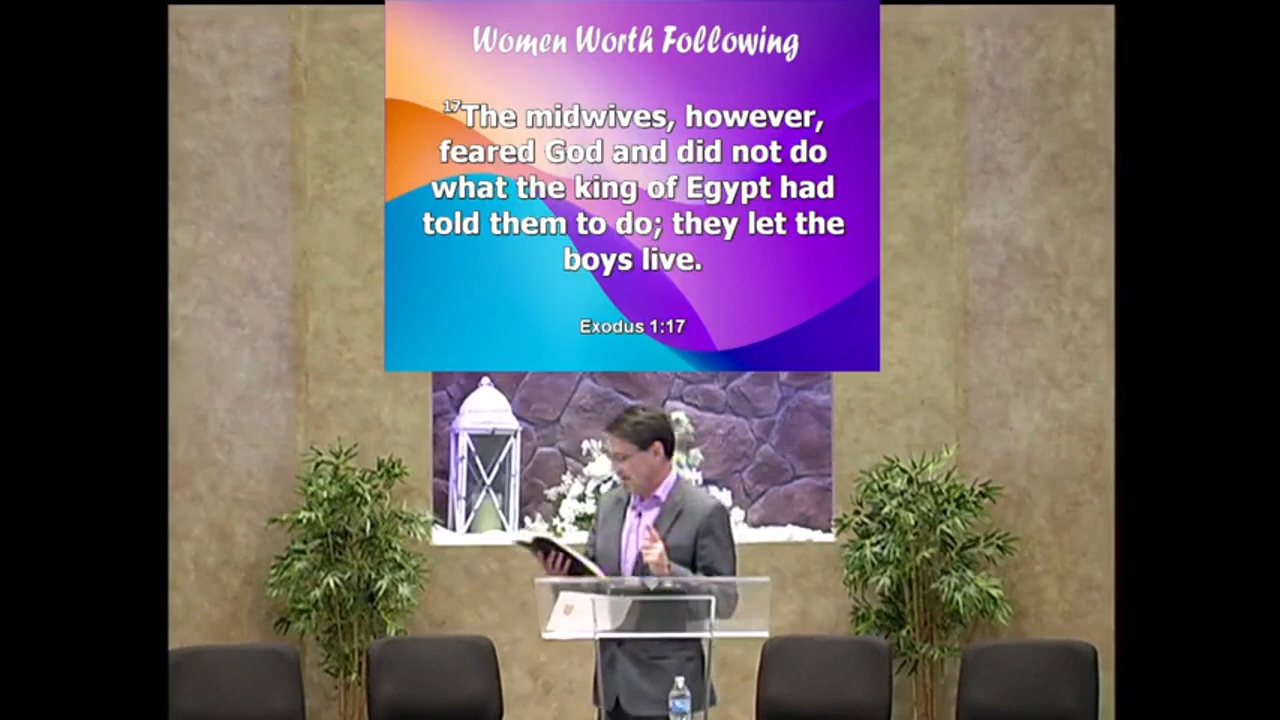 Women Worth Following
17The midwives, however,
feared God and did not do
what the king of Egypt had
told them to do; they let the
boys live.
Exodus 1:17